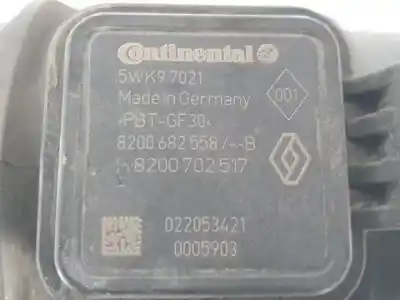 Continental
5WK9 7021
Made in Germany
001
>PBT-GF30<
8200 682 558 /--B
H 8200 702 517
022053421
0005903